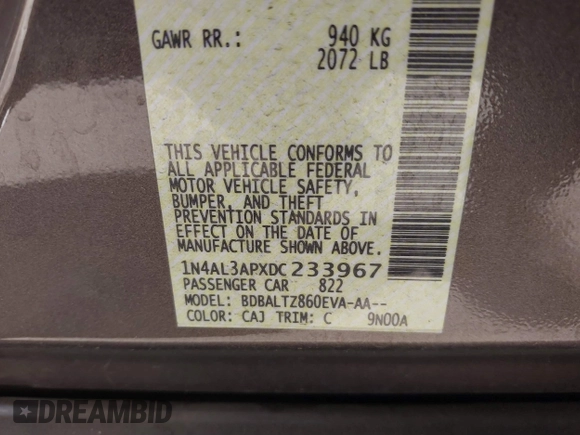 GAWR RR.: 940 KG
2072 LB
THIS VEHICLE CONFORMS TO
ALL APPLICABLE FEDERAL
MOTOR VEHICLE SAFETY,
BUMPER, AND THEFT
PREVENTION STANDARDS IN
EFFECT ON THE DATE OF
MANUFACTURE SHOWN ABOVE.
1N4AL3APXDC233967
PASSENGER CAR 822
MODEL: BDBALTZ860EVA-AA--
COLOR: CAJ TRIM: C 9N00A
DREAMBID